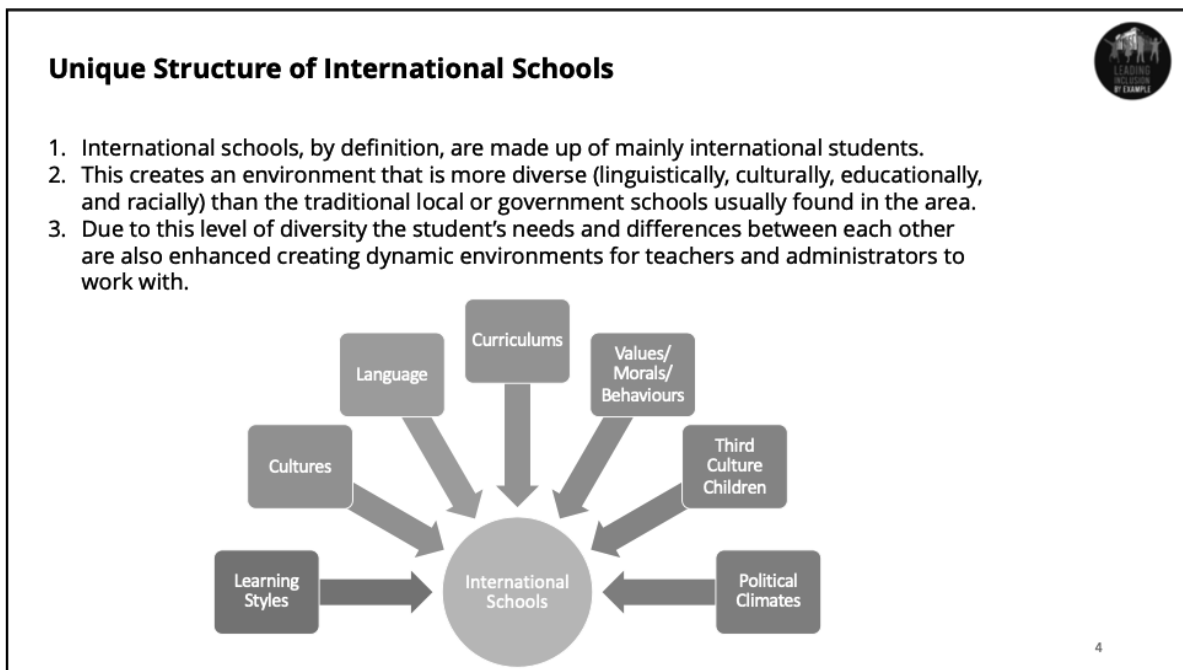 Unique Structure of International Schools
LEADING
INCLUSION
BY EXAMPLE
1. International schools, by definition, are made up of mainly international students.
2. This creates an environment that is more diverse (linguistically, culturally, educationally,
and racially) than the traditional local or government schools usually found in the area.
3. Due to this level of diversity the student’s needs and differences between each other
are also enhanced creating dynamic environments for teachers and administrators to
work with.
Learning
Styles
Cultures
Language
Curriculums
Values/
Morals/
Behaviours
Third
Culture
Children
Political
Climates
International
Schools
4